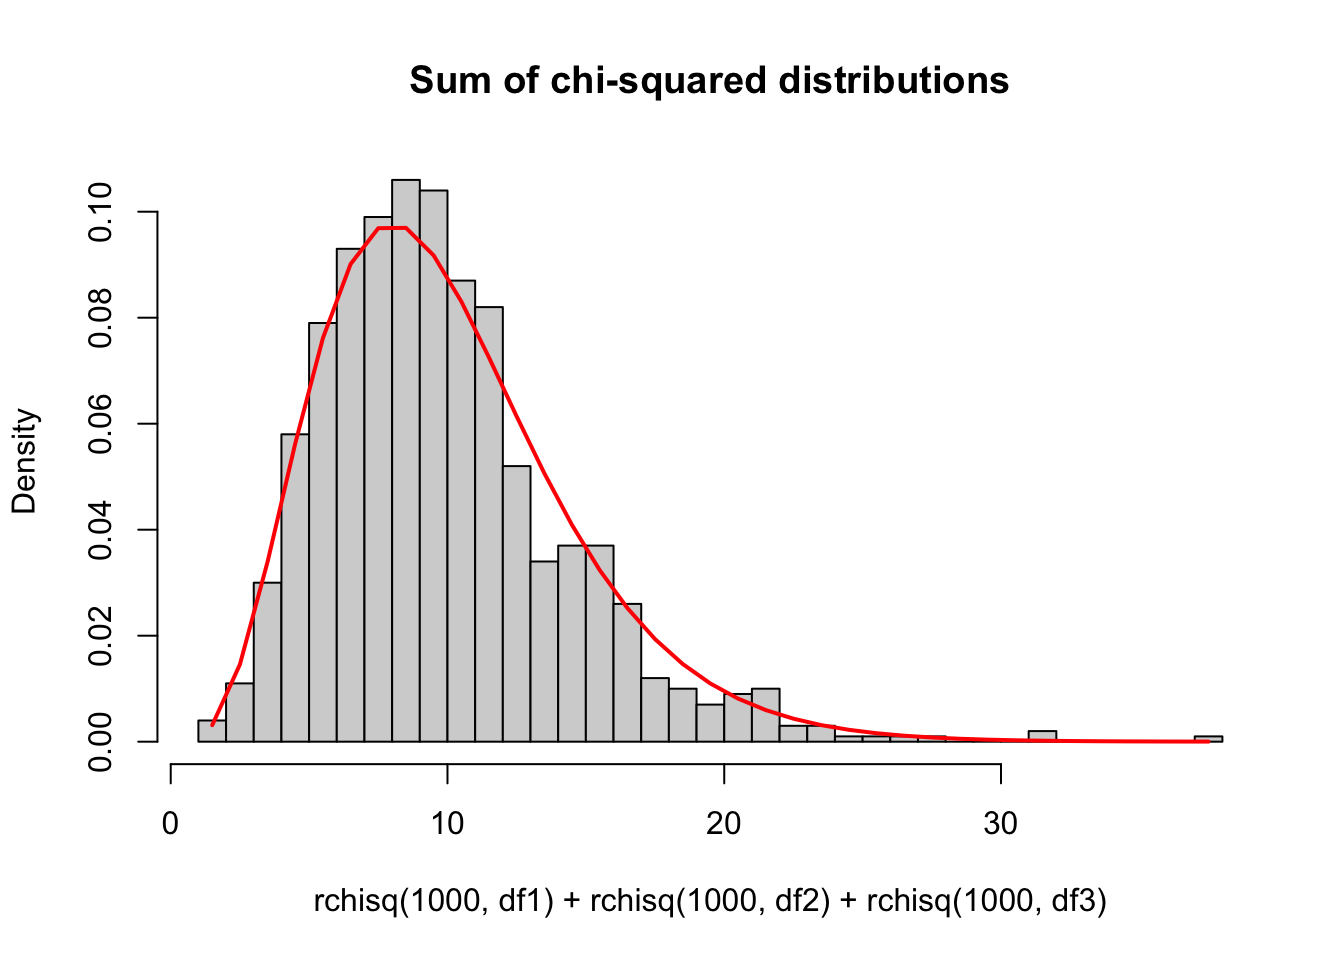 Sum of chi-squared distributions
Density
0.10
0.08
0.06
0.04
0.02
0.00
0 10 20 30
rchisq(1000, df1) + rchisq(1000, df2) + rchisq(1000, df3)